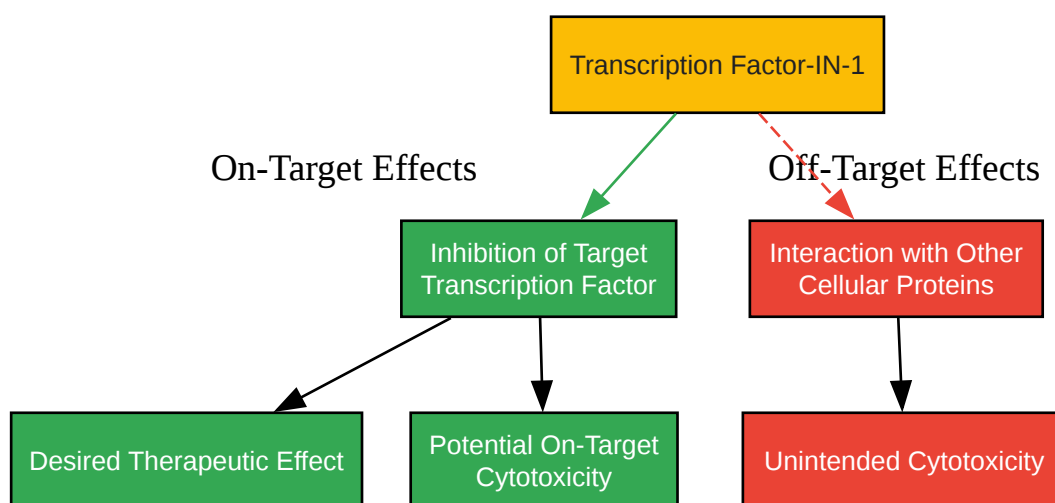 Transcription Factor-IN-1
On-Target Effects
Off-Target Effects
Inhibition of Target
Transcription Factor
Interaction with Other
Cellular Proteins
Desired Therapeutic Effect
Potential On-Target
Cytotoxicity
Unintended Cytotoxicity